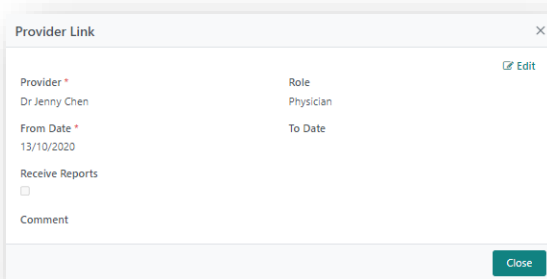 Provider Link
Edit
Provider * Role
Dr Jenny Chen Physician
From Date * To Date
13/10/2020
Receive Reports
Comment
Close